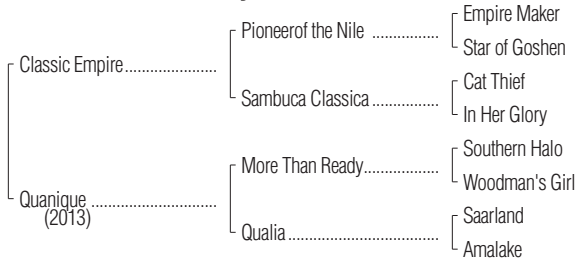 Empire Maker
Pioneerof the Nile ................
Star of Goshen
Classic Empire......................
Cat Thief
Sambuca Classica................
In Her Glory
Southern Halo
More Than Ready..................
Woodman's Girl
Quanique ..............................
(2013)
Saarland
Qualia ....................................
Amalake